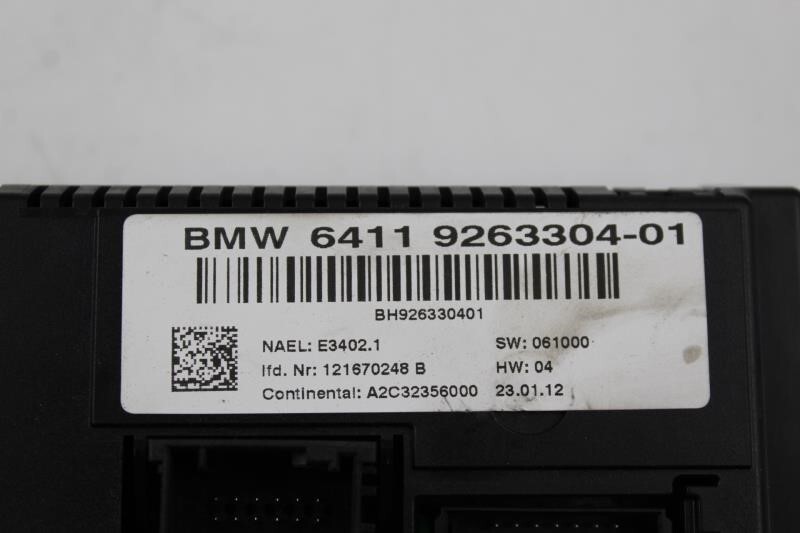 BMW 6411 9263304-01
BH926330401
NAEL: E3402.1 SW: 061000
lfd. Nr: 121670248 B HW: 04
Continental: A2C32356000 23.01.12